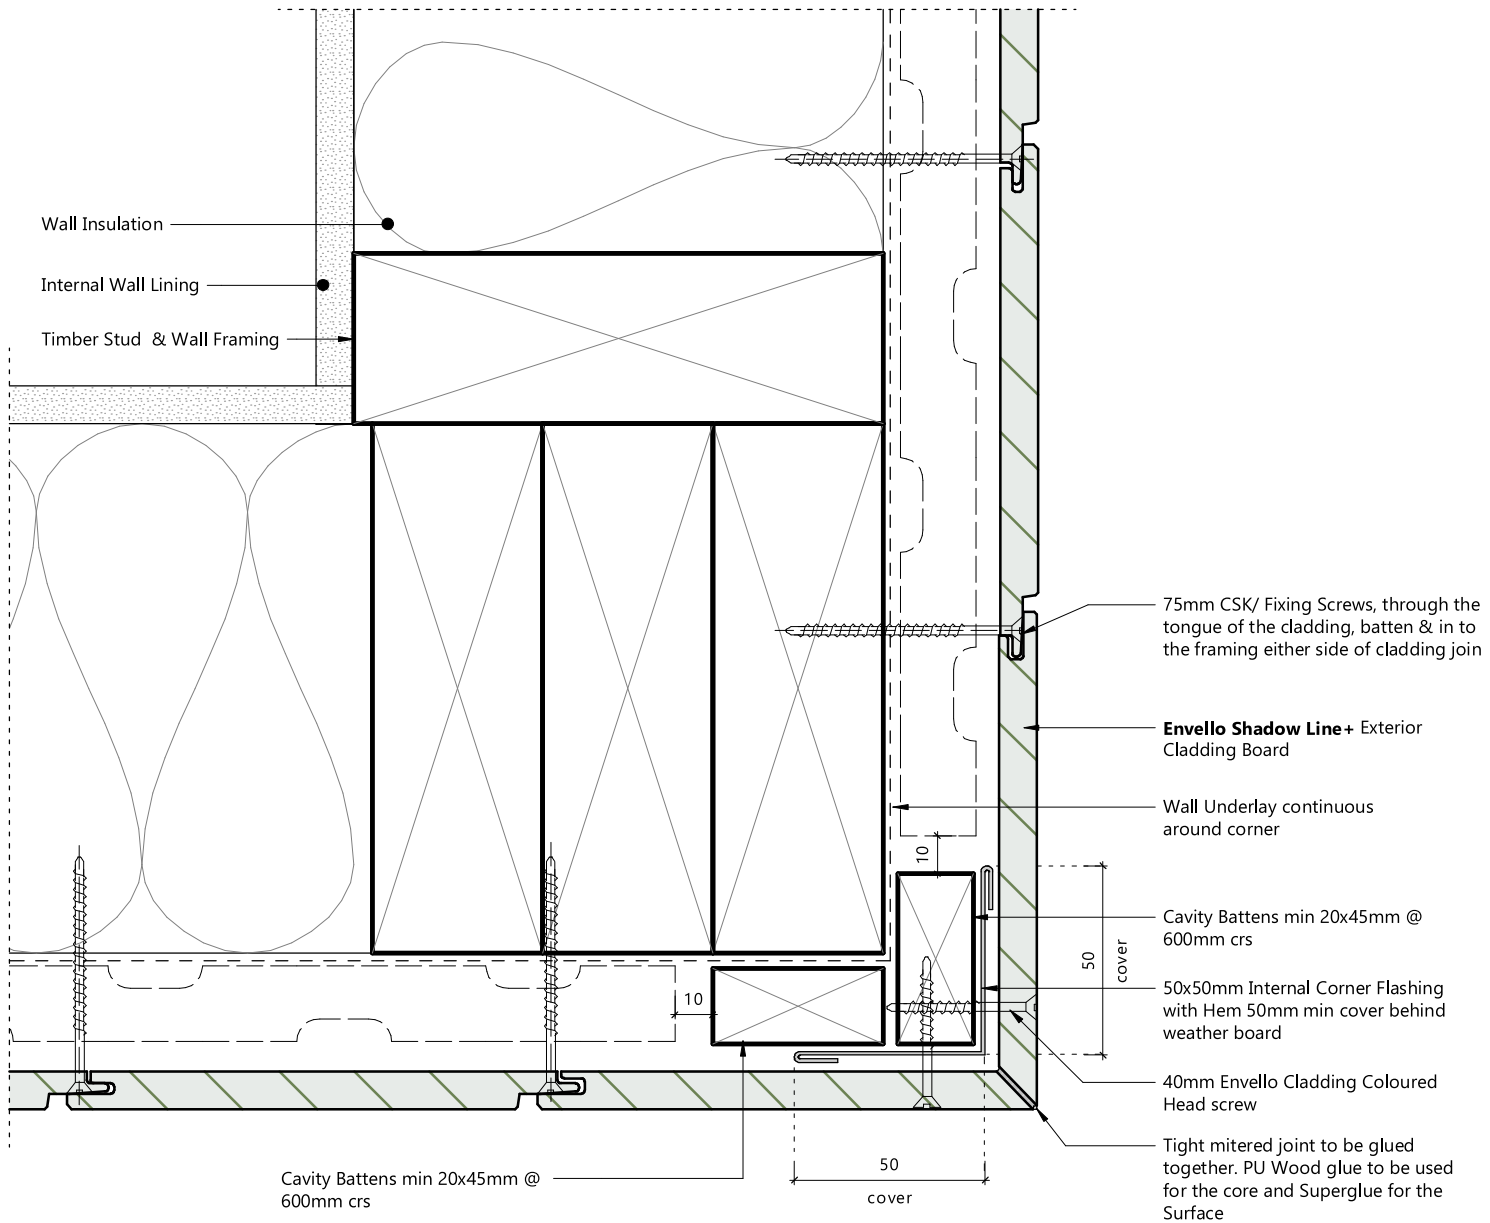 Wall Insulation
Internal Wall Lining
Timber Stud & Wall Framing
75mm CSK/ Fixing Screws, through the
tongue of the cladding, batten & in to
the framing either side of cladding join
Envello Shadow Line+ Exterior
Cladding Board
Wall Underlay continuous
around corner
10
Cavity Battens min 20x45mm @
600mm crs
50
cover
50x50mm Internal Corner Flashing
with Hem 50mm min cover behind
weather board
10
40mm Envello Cladding Coloured
Head screw
Tight mitered joint to be glued
together. PU Wood glue to be used
for the core and Superglue for the
Surface
50
cover
Cavity Battens min 20x45mm @
600mm crs